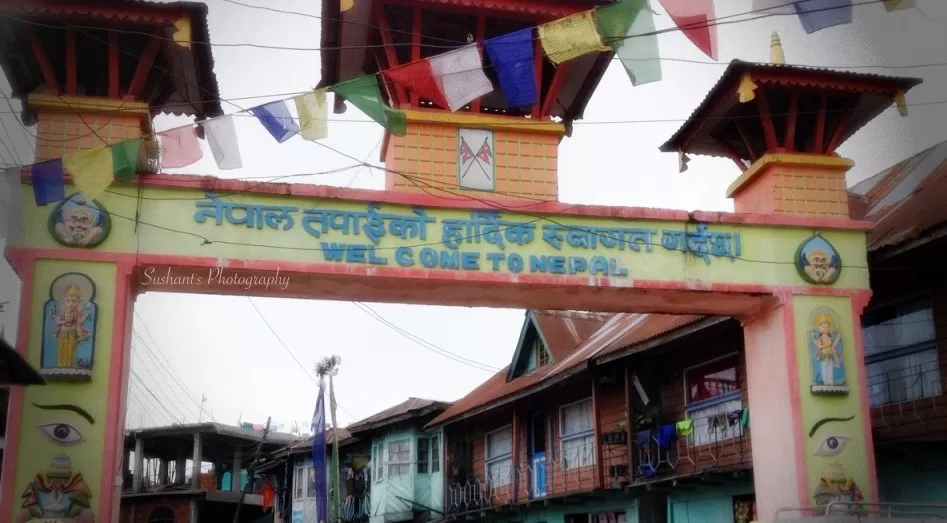 नेपाल तपाईको हार्दिक स्वागत गर्दछ।
WEL COME TO NEPAL
Sushant's Photography